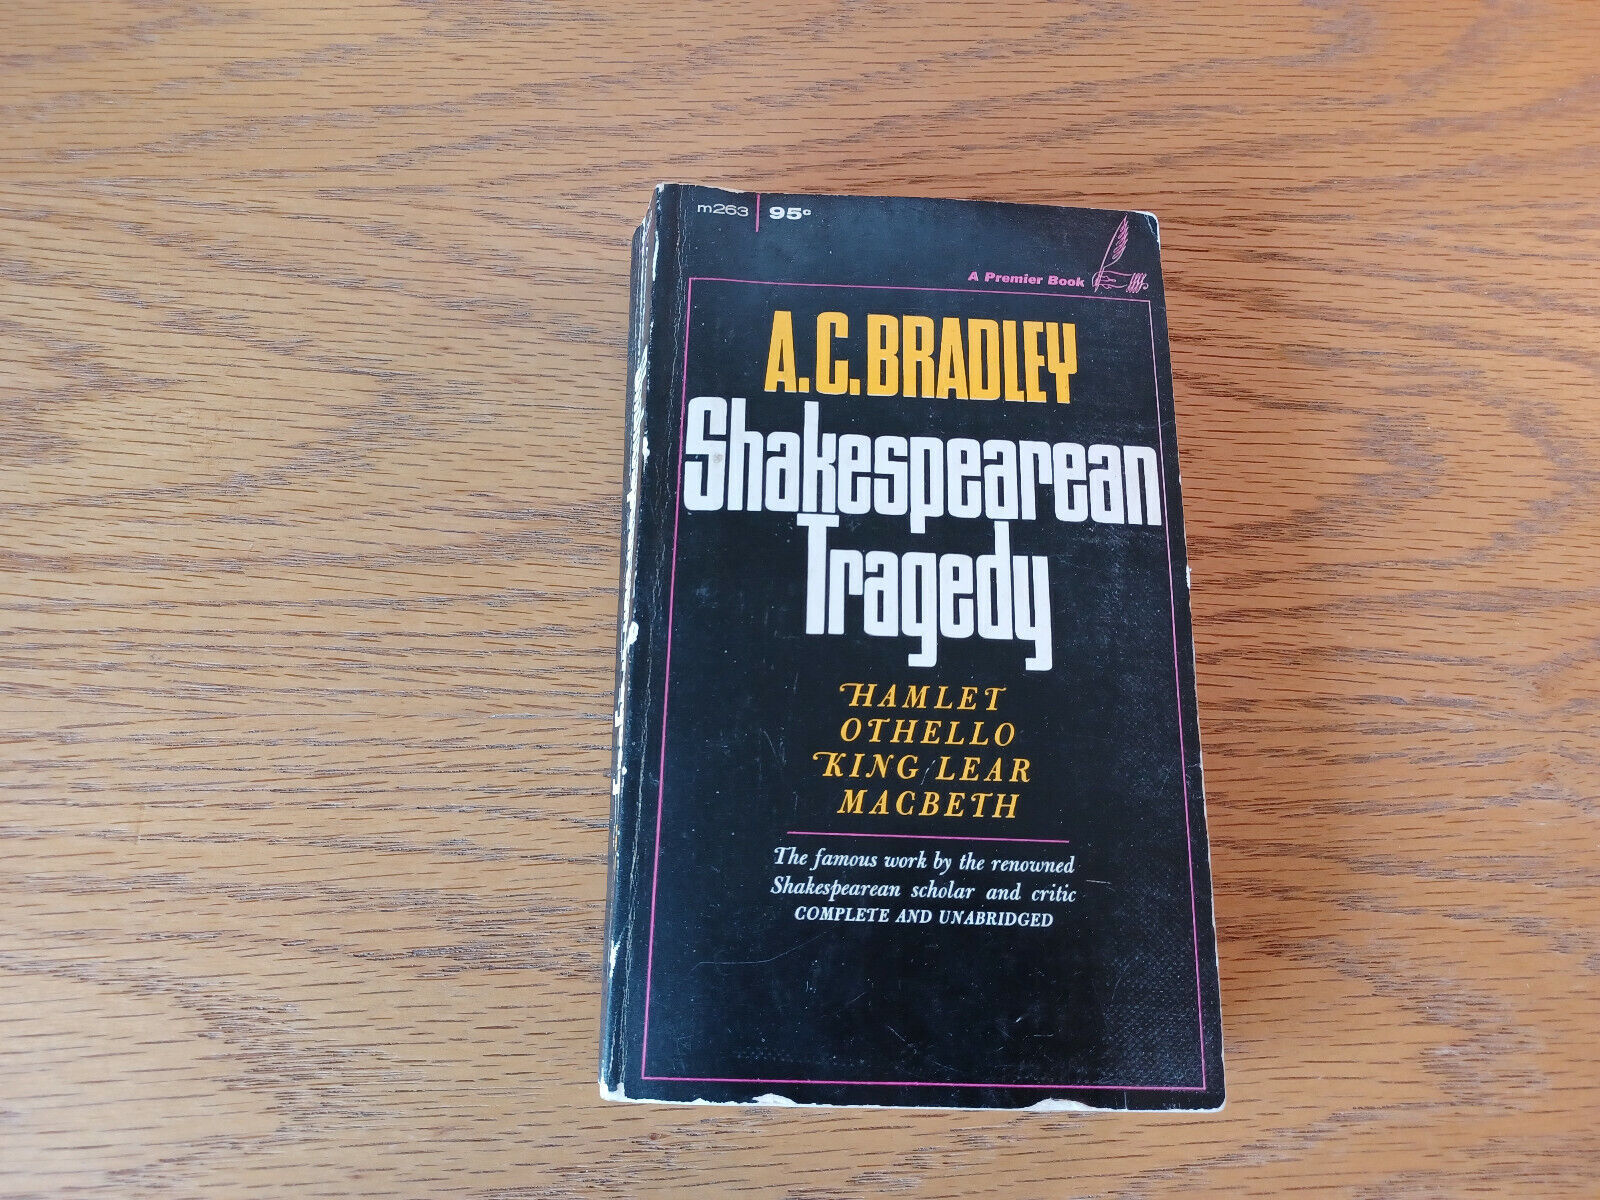 m263 95c
A Premier Book
A.C.BRADLEY
Shakespearean
Tragedy
HAMLET
OTHELLO
KING LEAR
MACBETH
The famous work by the renowned
Shakespearean scholar and critic
COMPLETE AND UNABRIDGED